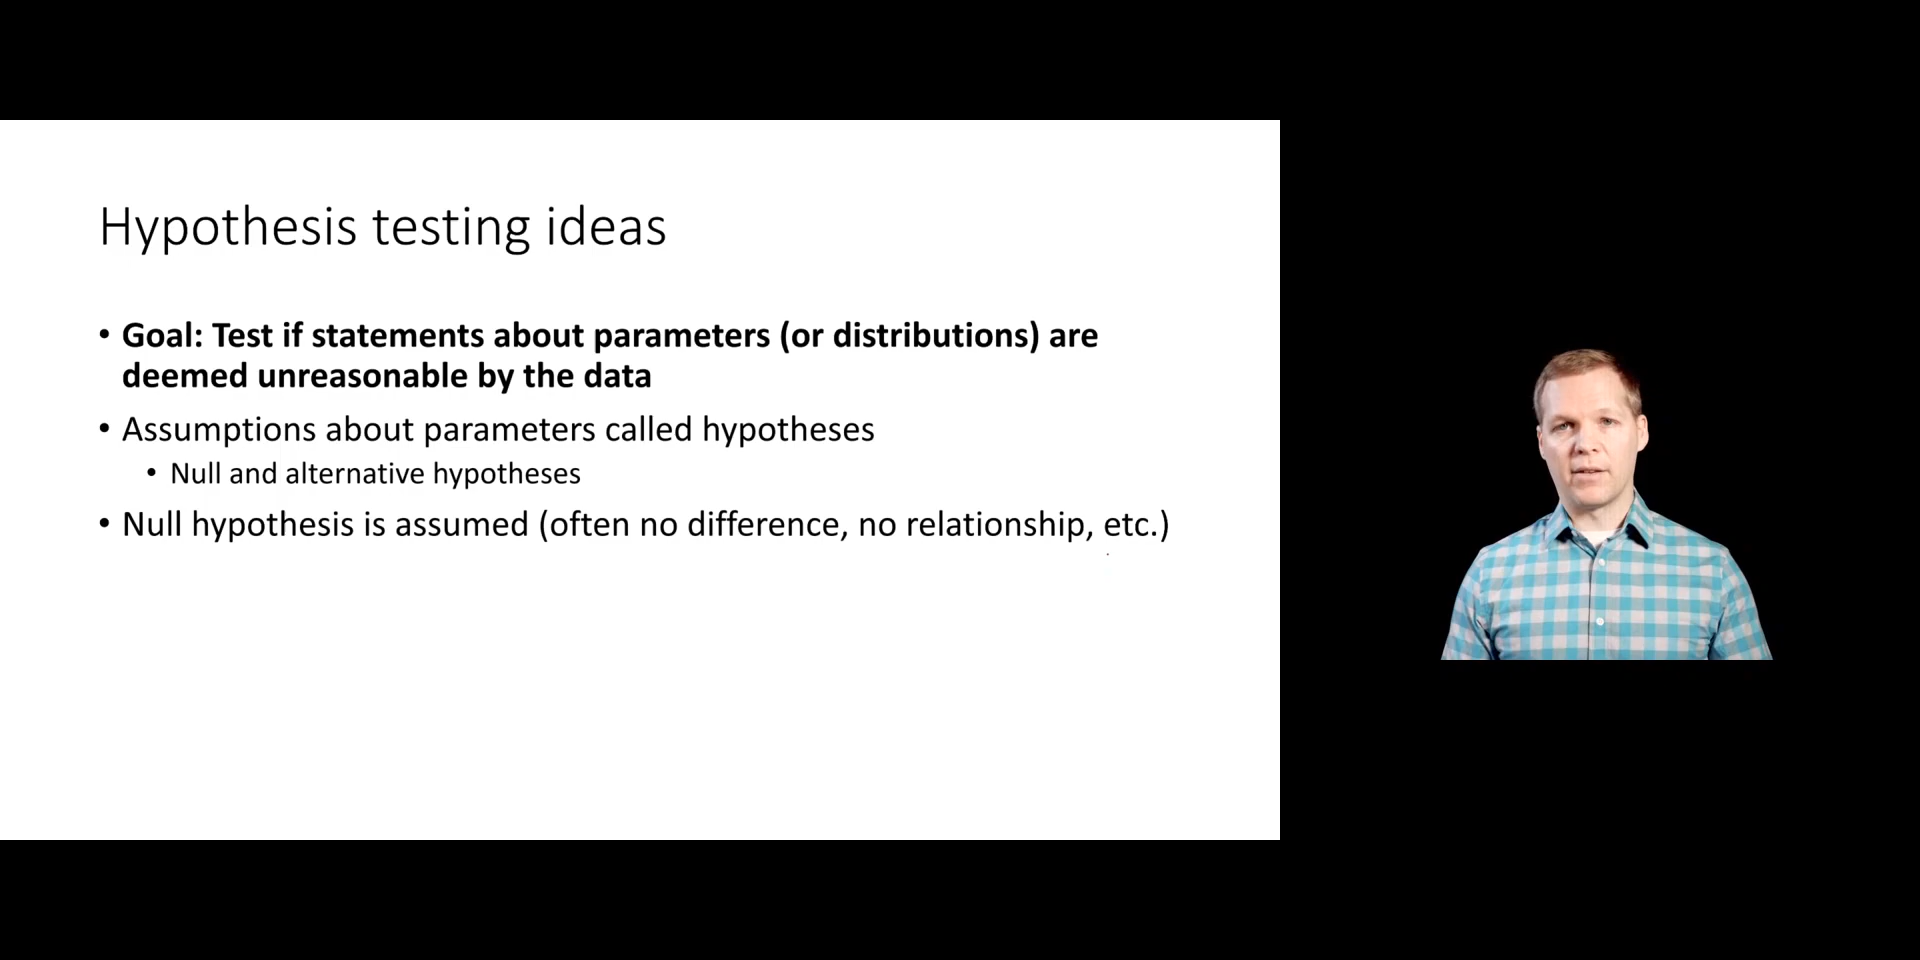 Hypothesis testing ideas
• Goal: Test if statements about parameters (or distributions) are
deemed unreasonable by the data
• Assumptions about parameters called hypotheses
• Null and alternative hypotheses
• Null hypothesis is assumed (often no difference, no relationship, etc.)